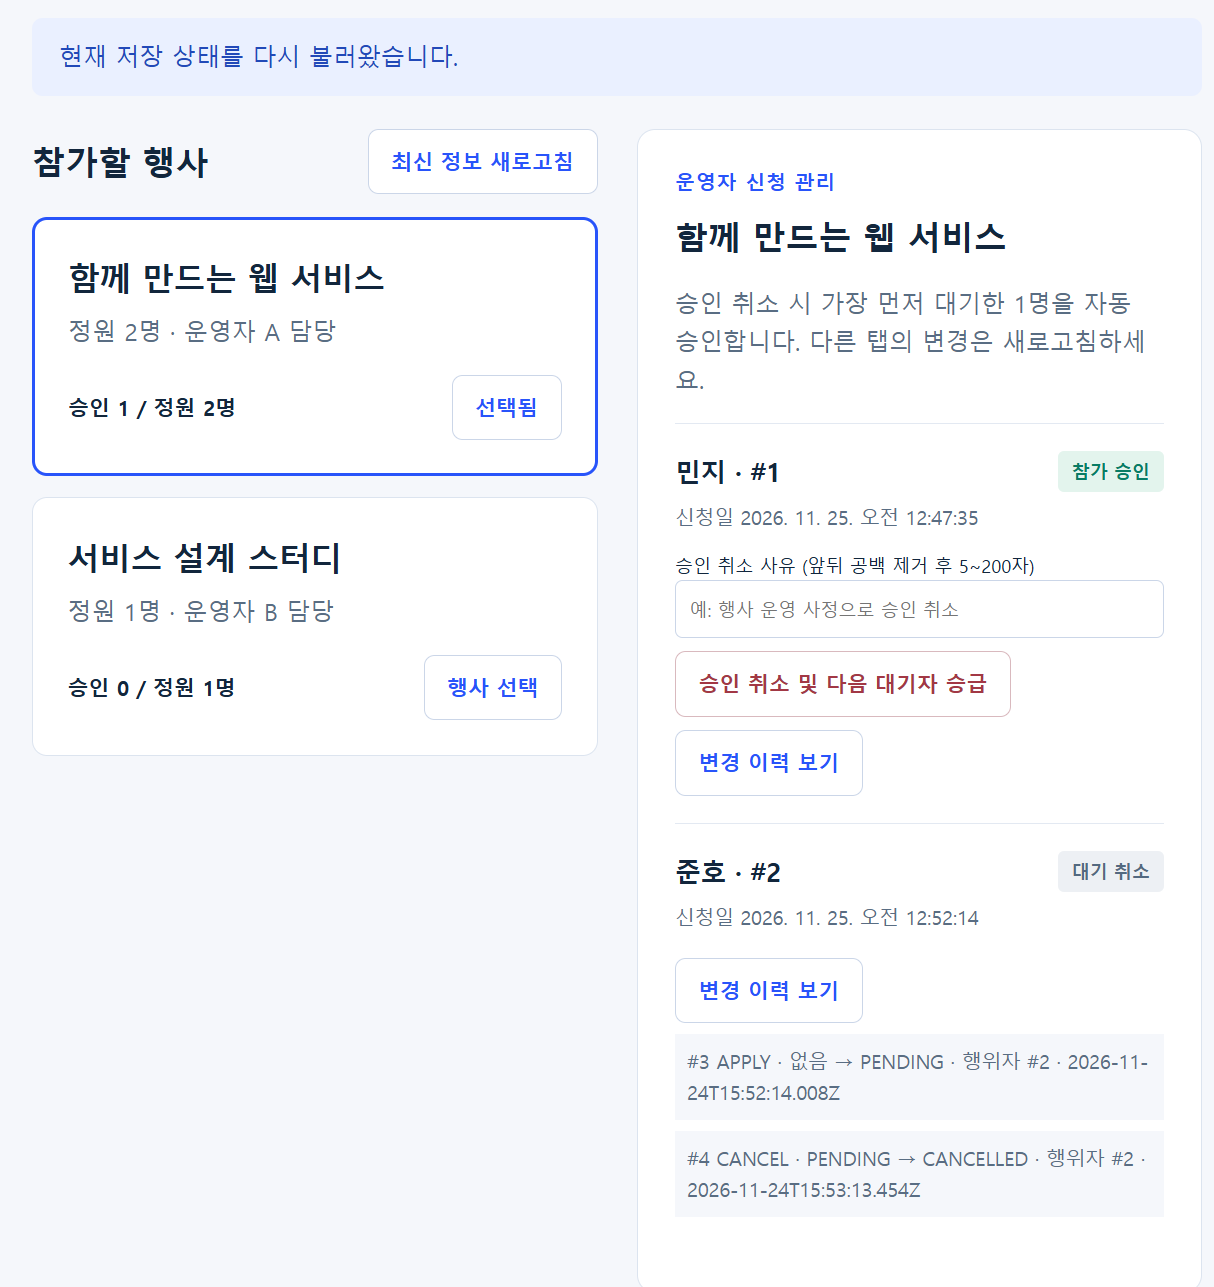 현재 저장 상태를 다시 불러왔습니다.
참가할 행사
최신 정보 새로고침
함께 만드는 웹 서비스
정원 2명 · 운영자 A 담당
승인 1 / 정원 2명
선택됨
서비스 설계 스터디
정원 1명 · 운영자 B 담당
승인 0 / 정원 1명
행사 선택
운영자 신청 관리
함께 만드는 웹 서비스
승인 취소 시 가장 먼저 대기한 1명을 자동
승인합니다. 다른 탭의 변경은 새로고침하세
요.
민지 · #1
참가 승인
신청일 2026. 11. 25. 오전 12:47:35
승인 취소 사유 (앞뒤 공백 제거 후 5~200자)
예: 행사 운영 사정으로 승인 취소
승인 취소 및 다음 대기자 승급
변경 이력 보기
준호 · #2
대기 취소
신청일 2026. 11. 25. 오전 12:52:14
변경 이력 보기
#3 APPLY · 없음 → PENDING · 행위자 #2 · 2026-11-
24T15:52:14.008Z
#4 CANCEL · PENDING → CANCELLED · 행위자 #2 ·
2026-11-24T15:53:13.454Z